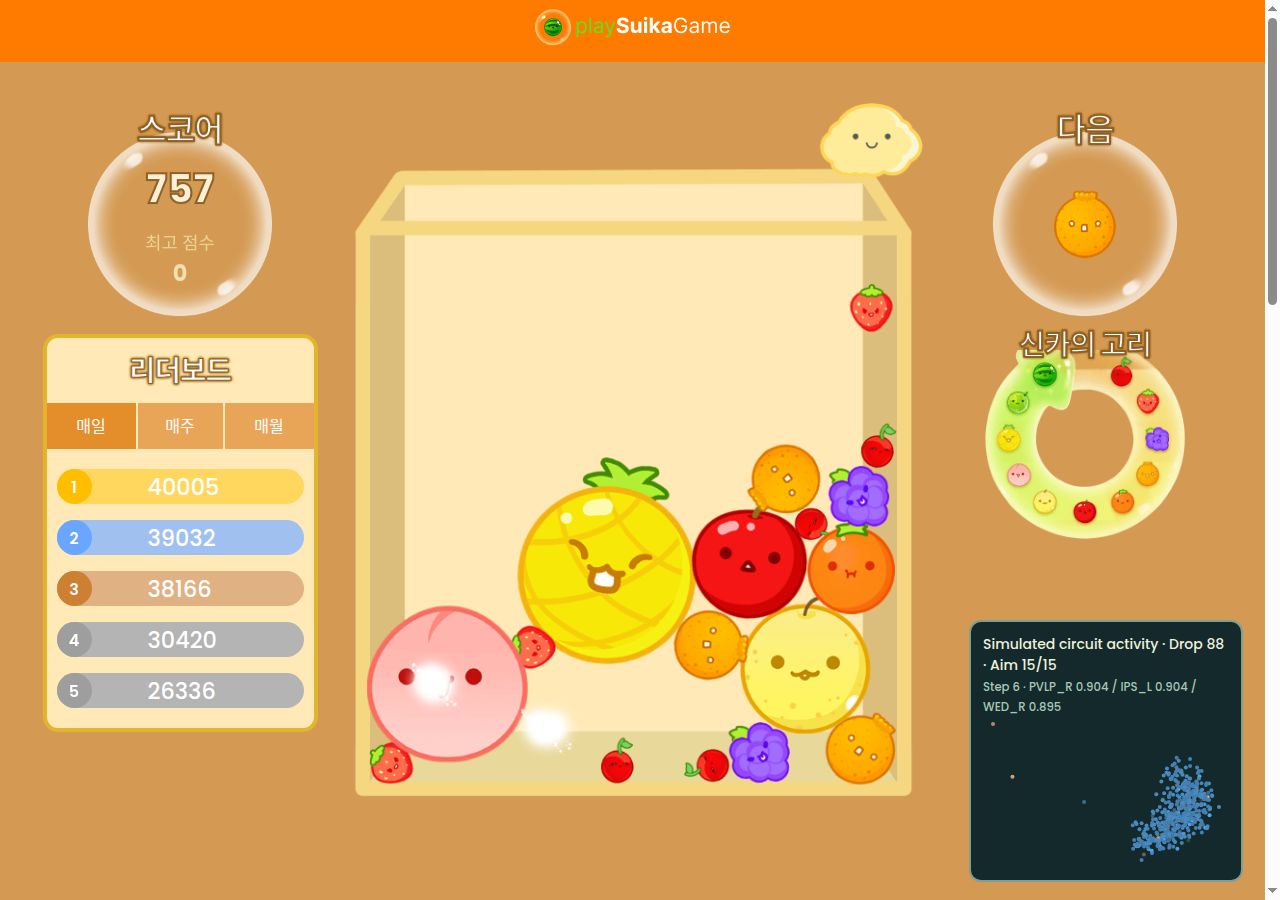 playSuikaGame
스코어
757
최고 점수
0
리더보드
매일 매주 매월
1 40005
2 39032
3 38166
4 30420
5 26336
다음
신카의 고리
Simulated circuit activity · Drop 88
· Aim 15/15
Step 6 · PVLP_R 0.904 / IPS_L 0.904 /
WED_R 0.895